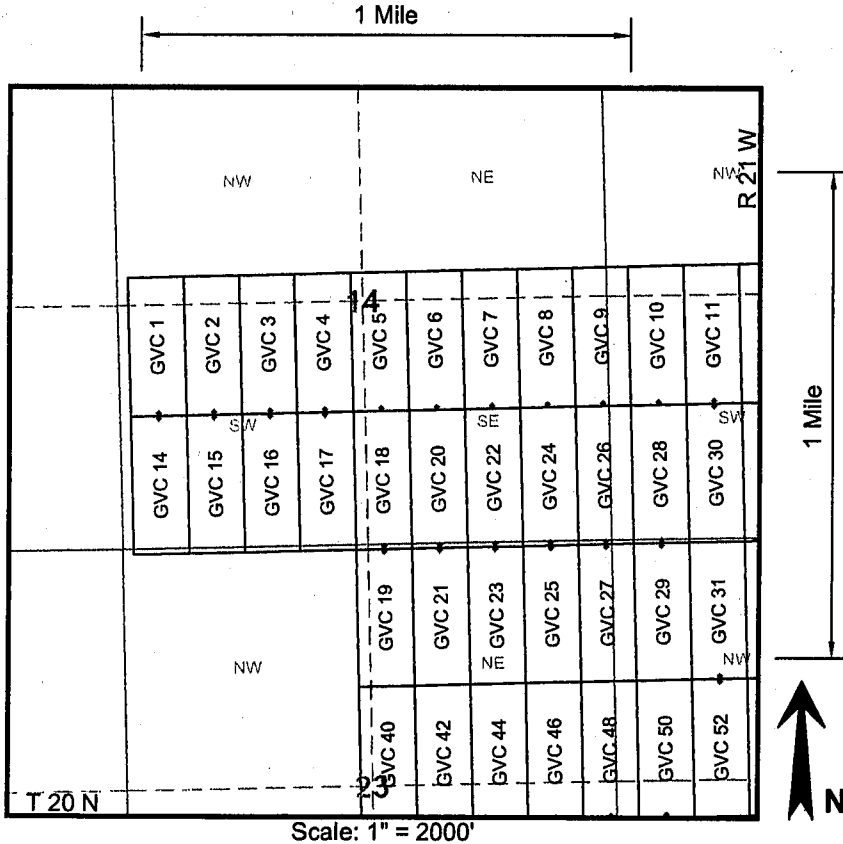 1 Mile
R 21 W
NW NE NW
1 Mile
14
GVC 1 GVC 2 GVC 3 GVC 4 GVC 5 GVC 6 GVC 7 GVC 8 GVC 9 GVC 10 GVC 11
SW SE SW
GVC 14 GVC 15 GVC 16 GVC 17 GVC 18 GVC 20 GVC 22 GVC 24 GVC 26 GVC 28 GVC 30
GVC 19 GVC 21 GVC 23 GVC 25 GVC 27 GVC 29 GVC 31
NW NE NW
GVC 40 GVC 42 GVC 44 GVC 46 GVC 48 GVC 50 GVC 52
23
T 20 N
N
Scale: 1" = 2000'